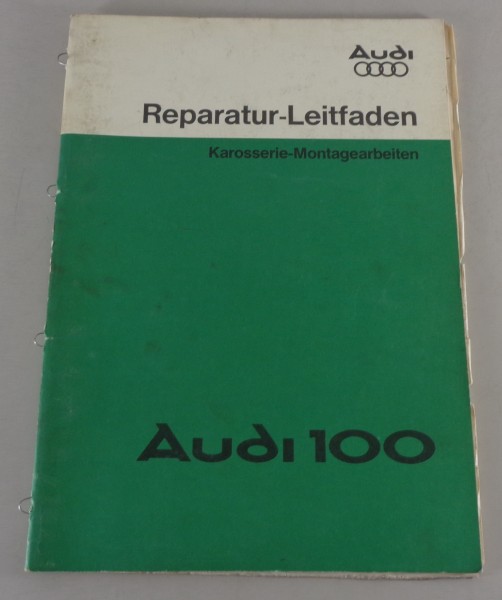 Audi
Reparatur-Leitfaden
Karosserie-Montagearbeiten
Audi 100